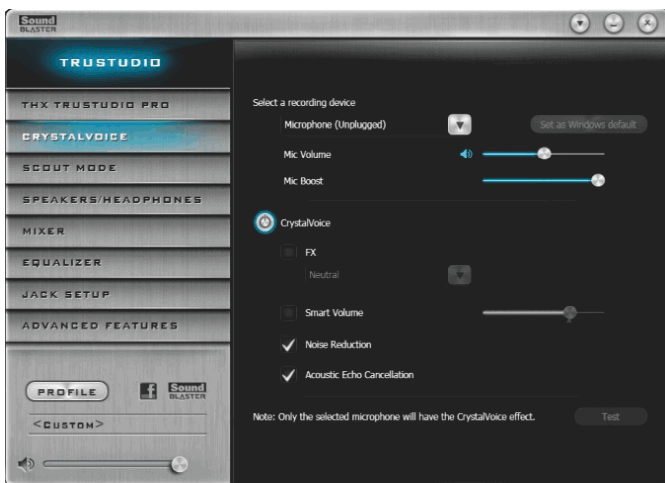 Sound
BLASTER
TRUSTUDIO
THX TRUSTUDIO PRO
CRYSTALVOICE
SCOUT MODE
SPEAKERS/HEADPHONES
MIXER
EQUALIZER
JACK SETUP
ADVANCED FEATURES
PROFILE
f
Sound
BLASTER
<CUSTOM>
Select a recording device
Microphone (Unplugged)
Set as Windows default
Mic Volume
Mic Boost
CrystalVoice
FX
Neutral
Smart Volume
Noise Reduction
Acoustic Echo Cancellation
Note: Only the selected microphone will have the CrystalVoice effect.
Test